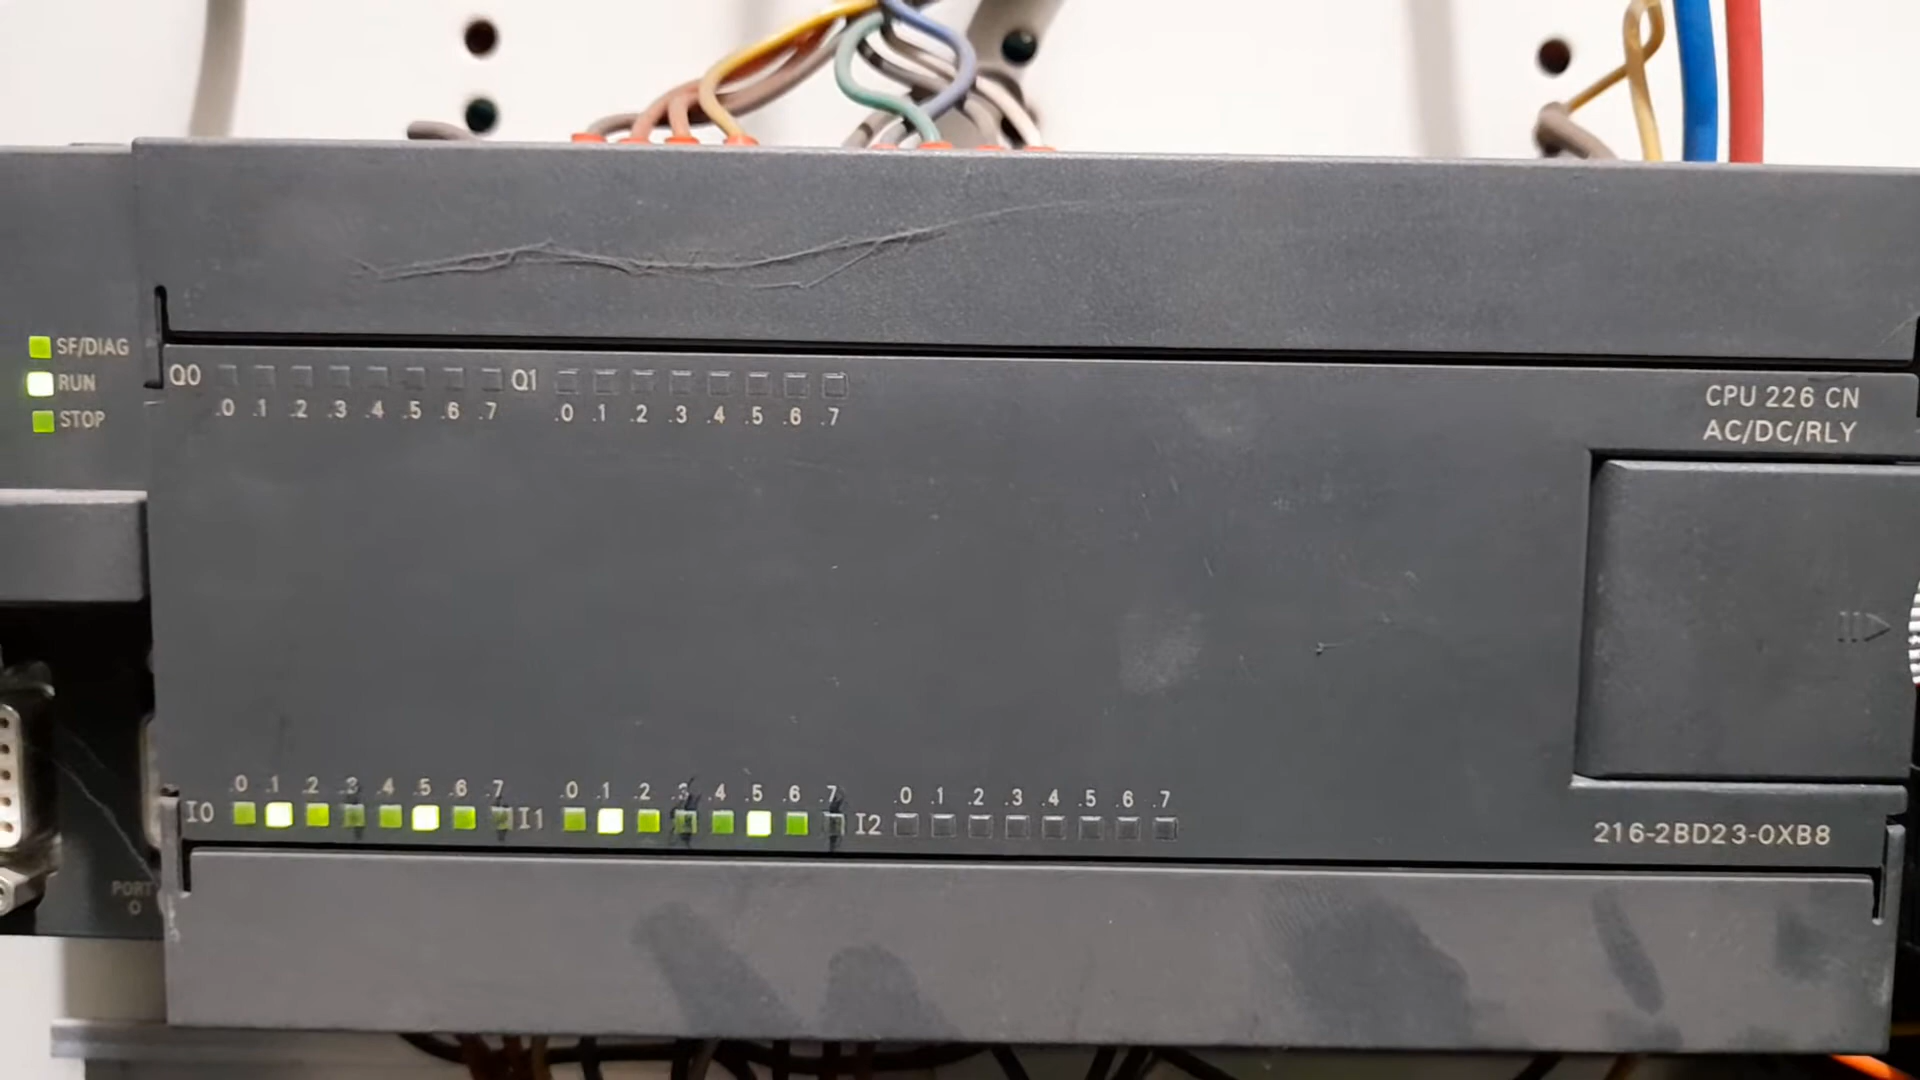 SF/DIAG
RUN
STOP
Q0 .0 .1 .2 .3 .4 .5 .6 .7 Q1 .0 .1 .2 .3 .4 .5 .6 .7
CPU 226 CN
AC/DC/RLY
I0 .0 .1 .2 .3 .4 .5 .6 .7 I1 .0 .1 .2 .3 .4 .5 .6 .7 I2 .0 .1 .2 .3 .4 .5 .6 .7
216-2BD23-0XB8
PORT
0